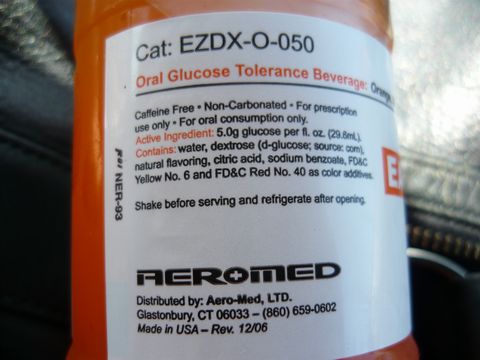 Cat: EZDX-O-050
Oral Glucose Tolerance Beverage: Orange
Caffeine Free • Non-Carbonated • For prescription
use only • For oral consumption only.
Active Ingredient: 5.0g glucose per fl. oz. (29.6mL).
Contains: water, dextrose (d-glucose; source: corn),
natural flavoring, citric acid, sodium benzoate, FD&C
Yellow No. 6 and FD&C Red No. 40 as color additives.
Shake before serving and refrigerate after opening.
NER-93
AEROMED
Distributed by: Aero-Med, LTD.
Glastonbury, CT 06033 – (860) 659-0602
Made in USA – Rev. 12/06